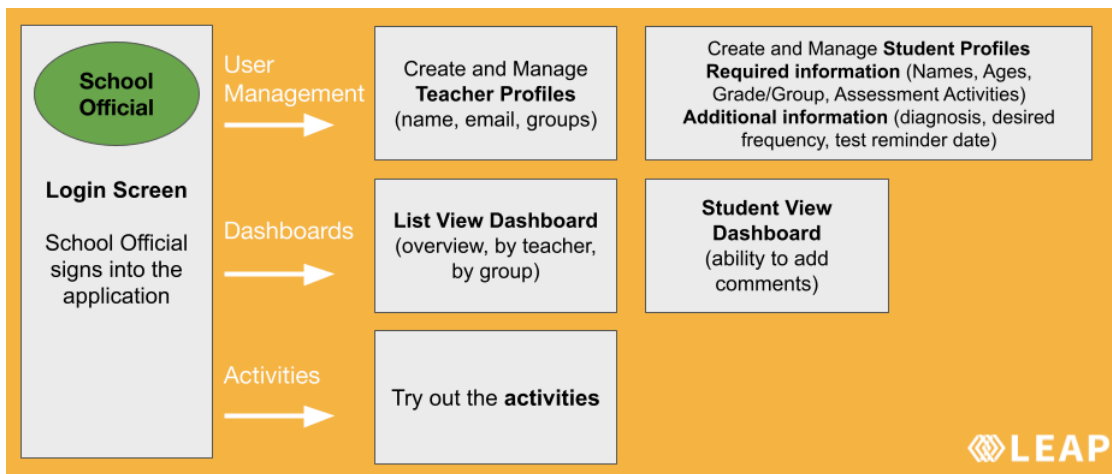 School
Official
Login Screen
School Official
signs into the
application
User
Management
Create and Manage
Teacher Profiles
(name, email, groups)
Create and Manage Student Profiles
Required information (Names, Ages,
Grade/Group, Assessment Activities)
Additional information (diagnosis, desired
frequency, test reminder date)
Dashboards
List View Dashboard
(overview, by teacher,
by group)
Student View
Dashboard
(ability to add
comments)
Activities
Try out the activities
LEAP